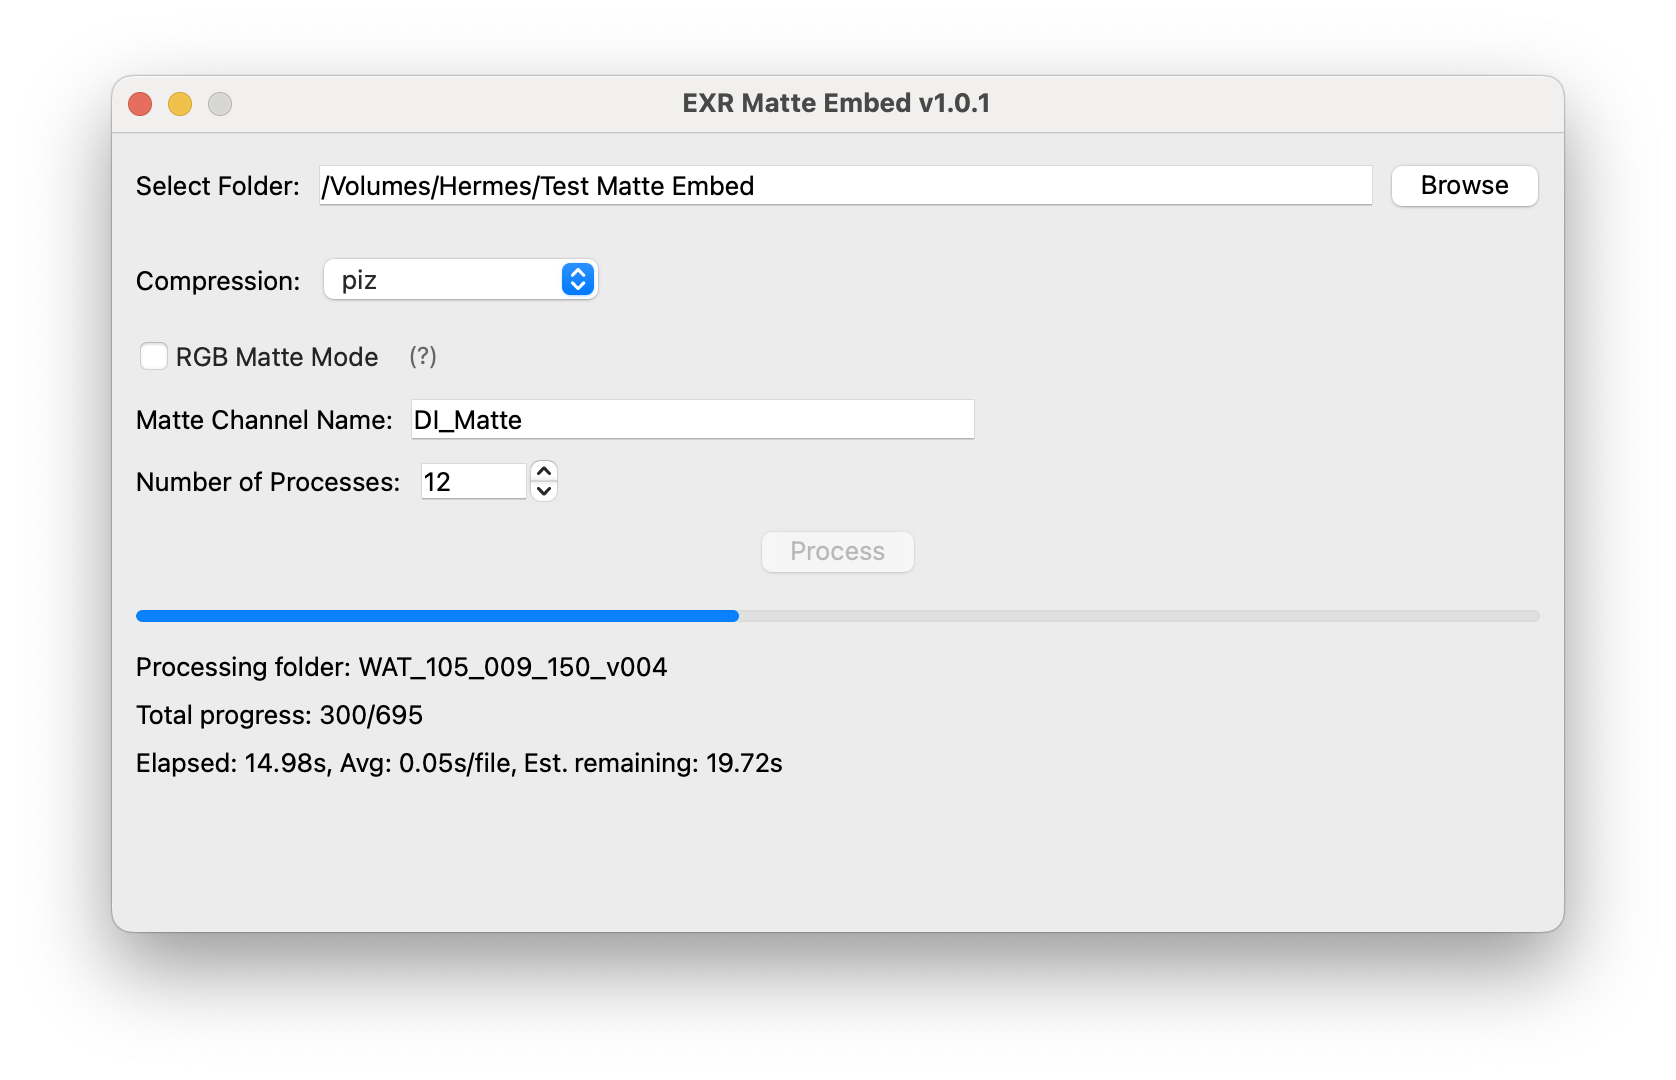 EXR Matte Embed v1.0.1
Select Folder: /Volumes/Hermes/Test Matte Embed Browse
Compression: piz
RGB Matte Mode (?)
Matte Channel Name: DI_Matte
Number of Processes: 12
Process
Processing folder: WAT_105_009_150_v004
Total progress: 300/695
Elapsed: 14.98s, Avg: 0.05s/file, Est. remaining: 19.72s